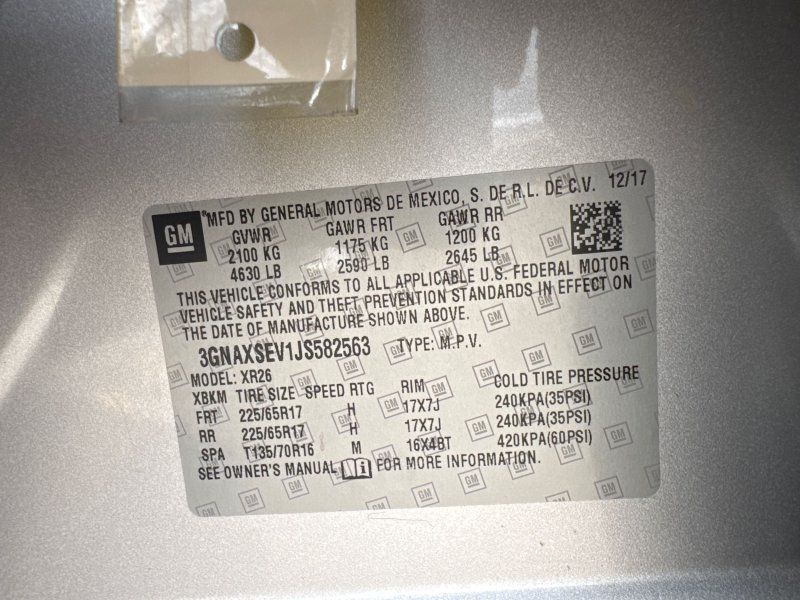 GM
MFD BY GENERAL MOTORS DE MEXICO, S. DE R.L. DE C.V. 12/17
GVWR GAWR FRT GAWR RR
2100 KG 1175 KG 1200 KG
4630 LB 2590 LB 2645 LB
THIS VEHICLE CONFORMS TO ALL APPLICABLE U.S. FEDERAL MOTOR
VEHICLE SAFETY AND THEFT PREVENTION STANDARDS IN EFFECT ON
THE DATE OF MANUFACTURE SHOWN ABOVE.
3GNAXSEV1JS582563 TYPE: M.P.V.
MODEL: XR26
XBKM TIRE SIZE SPEED RTG RIM COLD TIRE PRESSURE
FRT 225/65R17 H 17X7J 240KPA(35PSI)
RR 225/65R17 H 17X7J 240KPA(35PSI)
SPA T135/70R16 M 16X4BT 420KPA(60PSI)
SEE OWNER'S MANUAL FOR MORE INFORMATION.